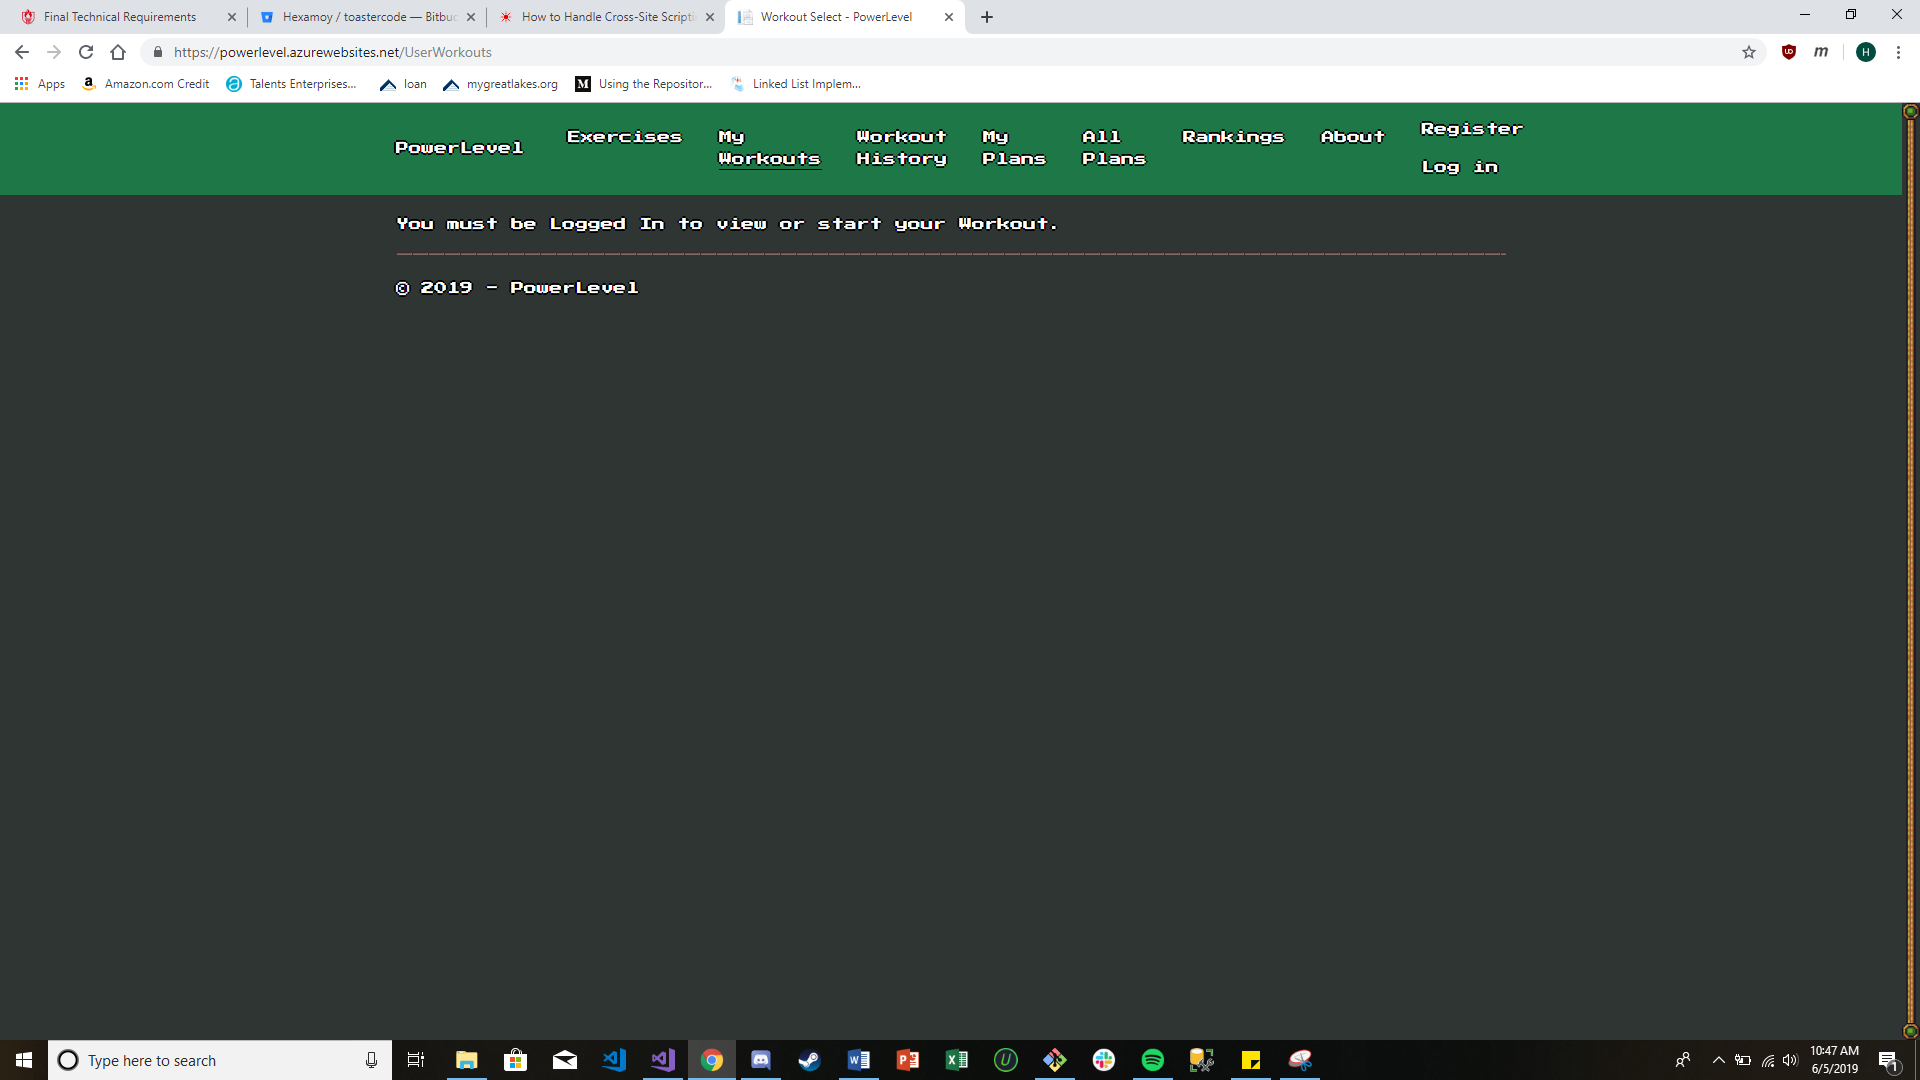 Final Technical Requirements
Hexamoy / toastercode — Bitbuc
How to Handle Cross-Site Scripti
Workout Select - PowerLevel
https://powerlevel.azurewebsites.net/UserWorkouts
H
Apps
Amazon.com Credit
Talents Enterprises...
loan
mygreatlakes.org
Using the Repositor...
Linked List Implem...
PowerLevel
Exercises
My
Workouts
Workout
History
My
Plans
All
Plans
Rankings
About
Register
Log in
You must be Logged In to view or start your Workout.
© 2019 - PowerLevel
Type here to search
10:47 AM
6/5/2019
1